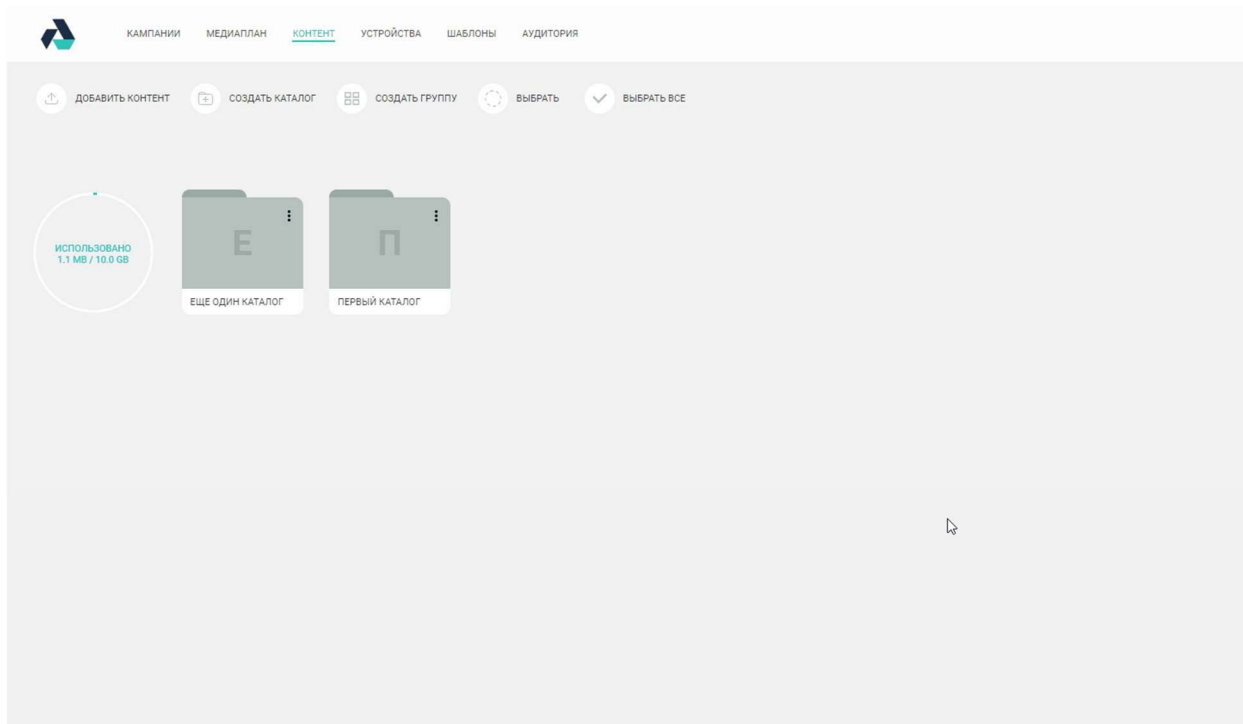 КАМПАНИИ МЕДИАПЛАН КОНТЕНТ УСТРОЙСТВА ШАБЛОНЫ АУДИТОРИЯ
ДОБАВИТЬ КОНТЕНТ СОЗДАТЬ КАТАЛОГ СОЗДАТЬ ГРУППУ ВЫБРАТЬ ВЫБРАТЬ ВСЕ
ИСПОЛЬЗОВАНО
1.1 MB / 10.0 GB
Е
ЕЩЕ ОДИН КАТАЛОГ
П
ПЕРВЫЙ КАТАЛОГ